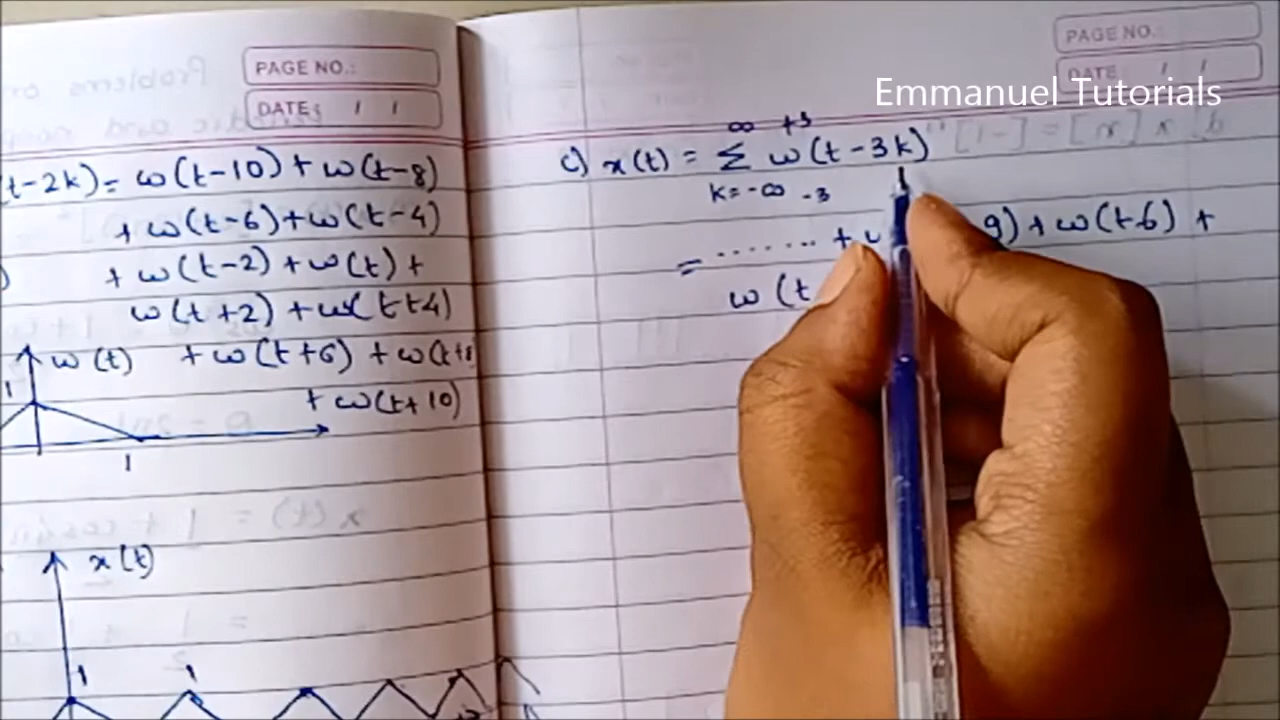 PAGE NO.:
DATE: / /
(t-2k) = w(t-10) + w(t-8)
+ w(t-6) + w(t-4)
+ w(t-2) + w(t) +
w(t+2) + w(t+4)
w(t) + w(t+6) + w(t+8
+ w(t+10)
1
1
x(t)
1 1
PAGE NO.:
DATE / /
Emmanuel Tutorials
∞ +3
c) x(t) = Σ w(t-3k)
k=-∞ -3
= ....... + 9) + w(t-6) +
w (t